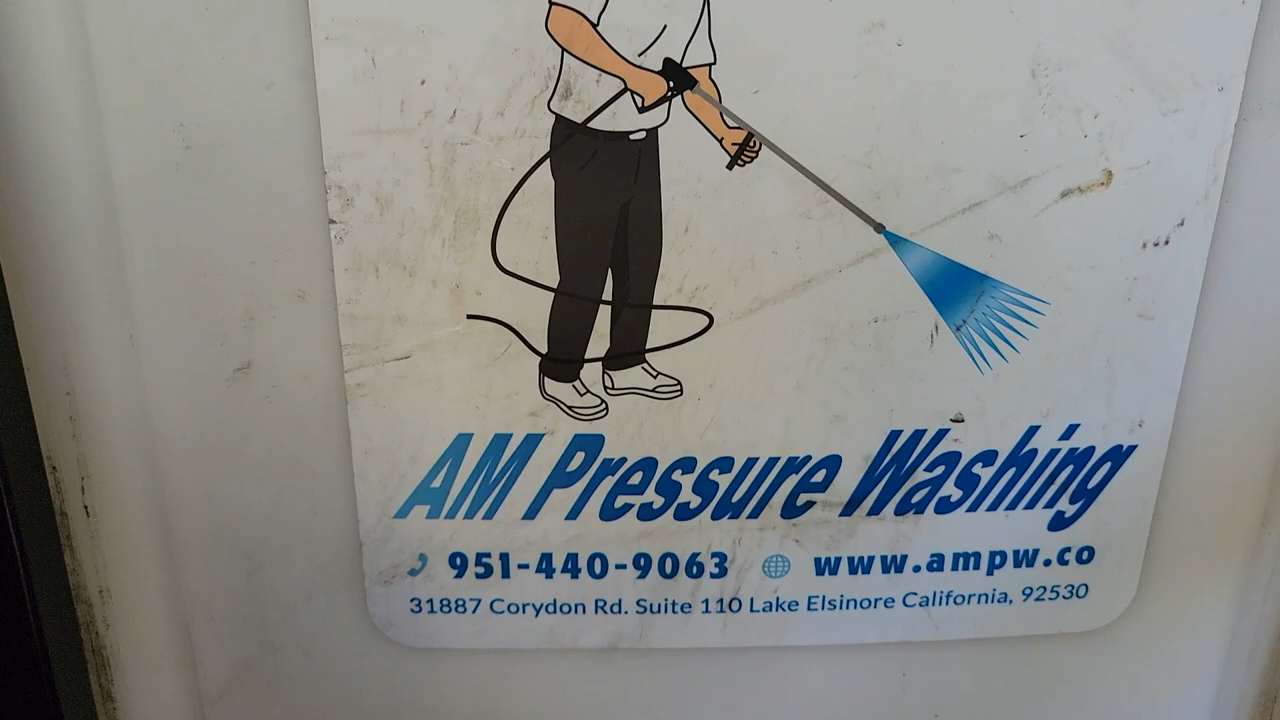 AM Pressure Washing
951-440-9063 www.ampw.co
31887 Corydon Rd. Suite 110 Lake Elsinore California, 92530